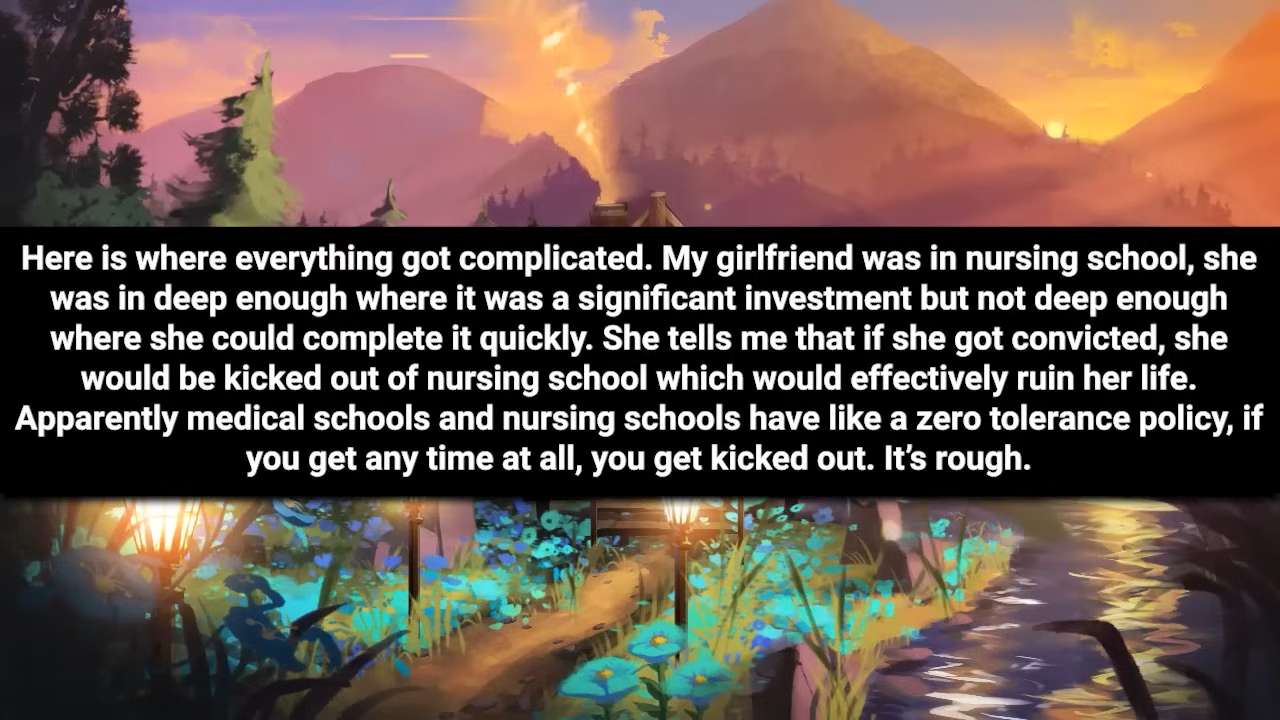 Here is where everything got complicated. My girlfriend was in nursing school, she
was in deep enough where it was a significant investment but not deep enough
where she could complete it quickly. She tells me that if she got convicted, she
would be kicked out of nursing school which would effectively ruin her life.
Apparently medical schools and nursing schools have like a zero tolerance policy, if
you get any time at all, you get kicked out. It’s rough.